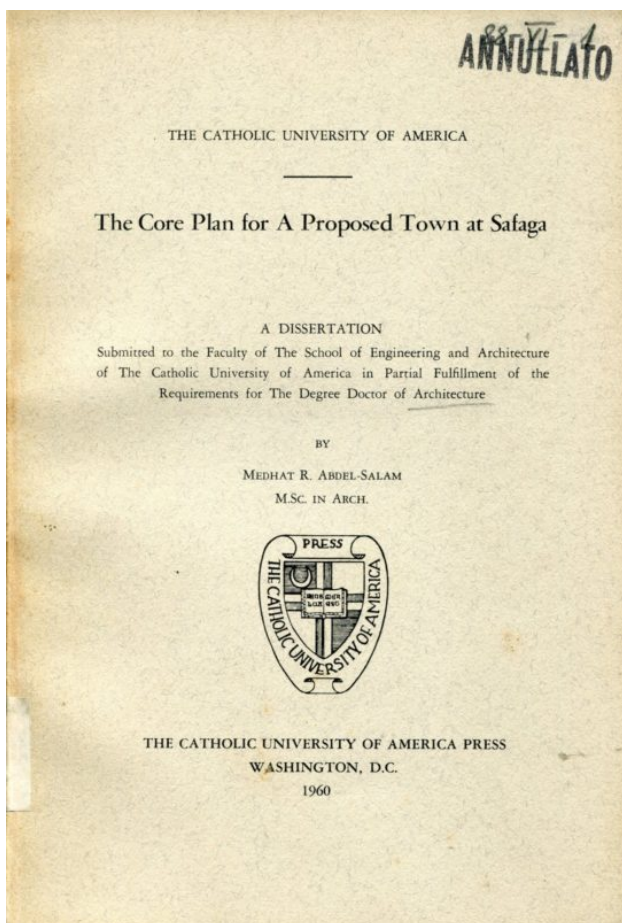 88-VI-1
ANNULLATO
THE CATHOLIC UNIVERSITY OF AMERICA
The Core Plan for A Proposed Town at Safaga
A DISSERTATION
Submitted to the Faculty of The School of Engineering and Architecture
of The Catholic University of America in Partial Fulfillment of the
Requirements for The Degree Doctor of Architecture
BY
MEDHAT R. ABDEL-SALAM
M.SC. IN ARCH.
PRESS
THE CATHOLIC UNIVERSITY OF AMERICA
THE CATHOLIC UNIVERSITY OF AMERICA PRESS
WASHINGTON, D.C.
1960